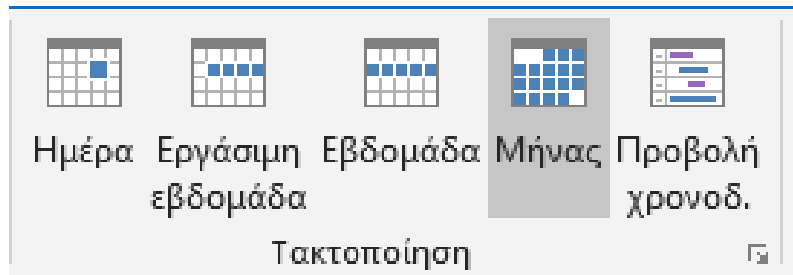 Ημέρα
Εργάσιμη
εβδομάδα
Εβδομάδα
Μήνας
Προβολή
χρονοδ.
Τακτοποίηση